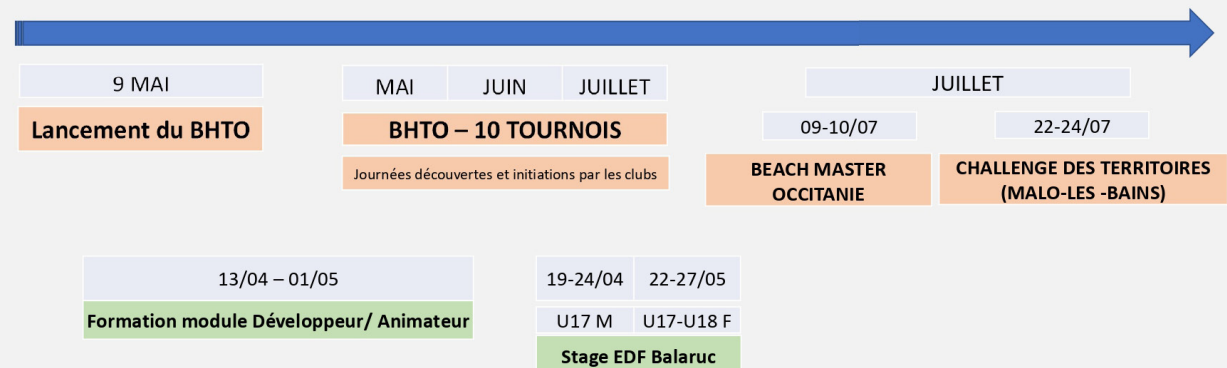 9 MAI
Lancement du BHTO
MAI JUIN JUILLET
BHTO – 10 TOURNOIS
Journées découvertes et initiations par les clubs
JUILLET
09-10/07
BEACH MASTER
OCCITANIE
22-24/07
CHALLENGE DES TERRITOIRES
(MALO-LES -BAINS)
13/04 – 01/05
Formation module Développeur/ Animateur
19-24/04 22-27/05
U17 M U17-U18 F
Stage EDF Balaruc